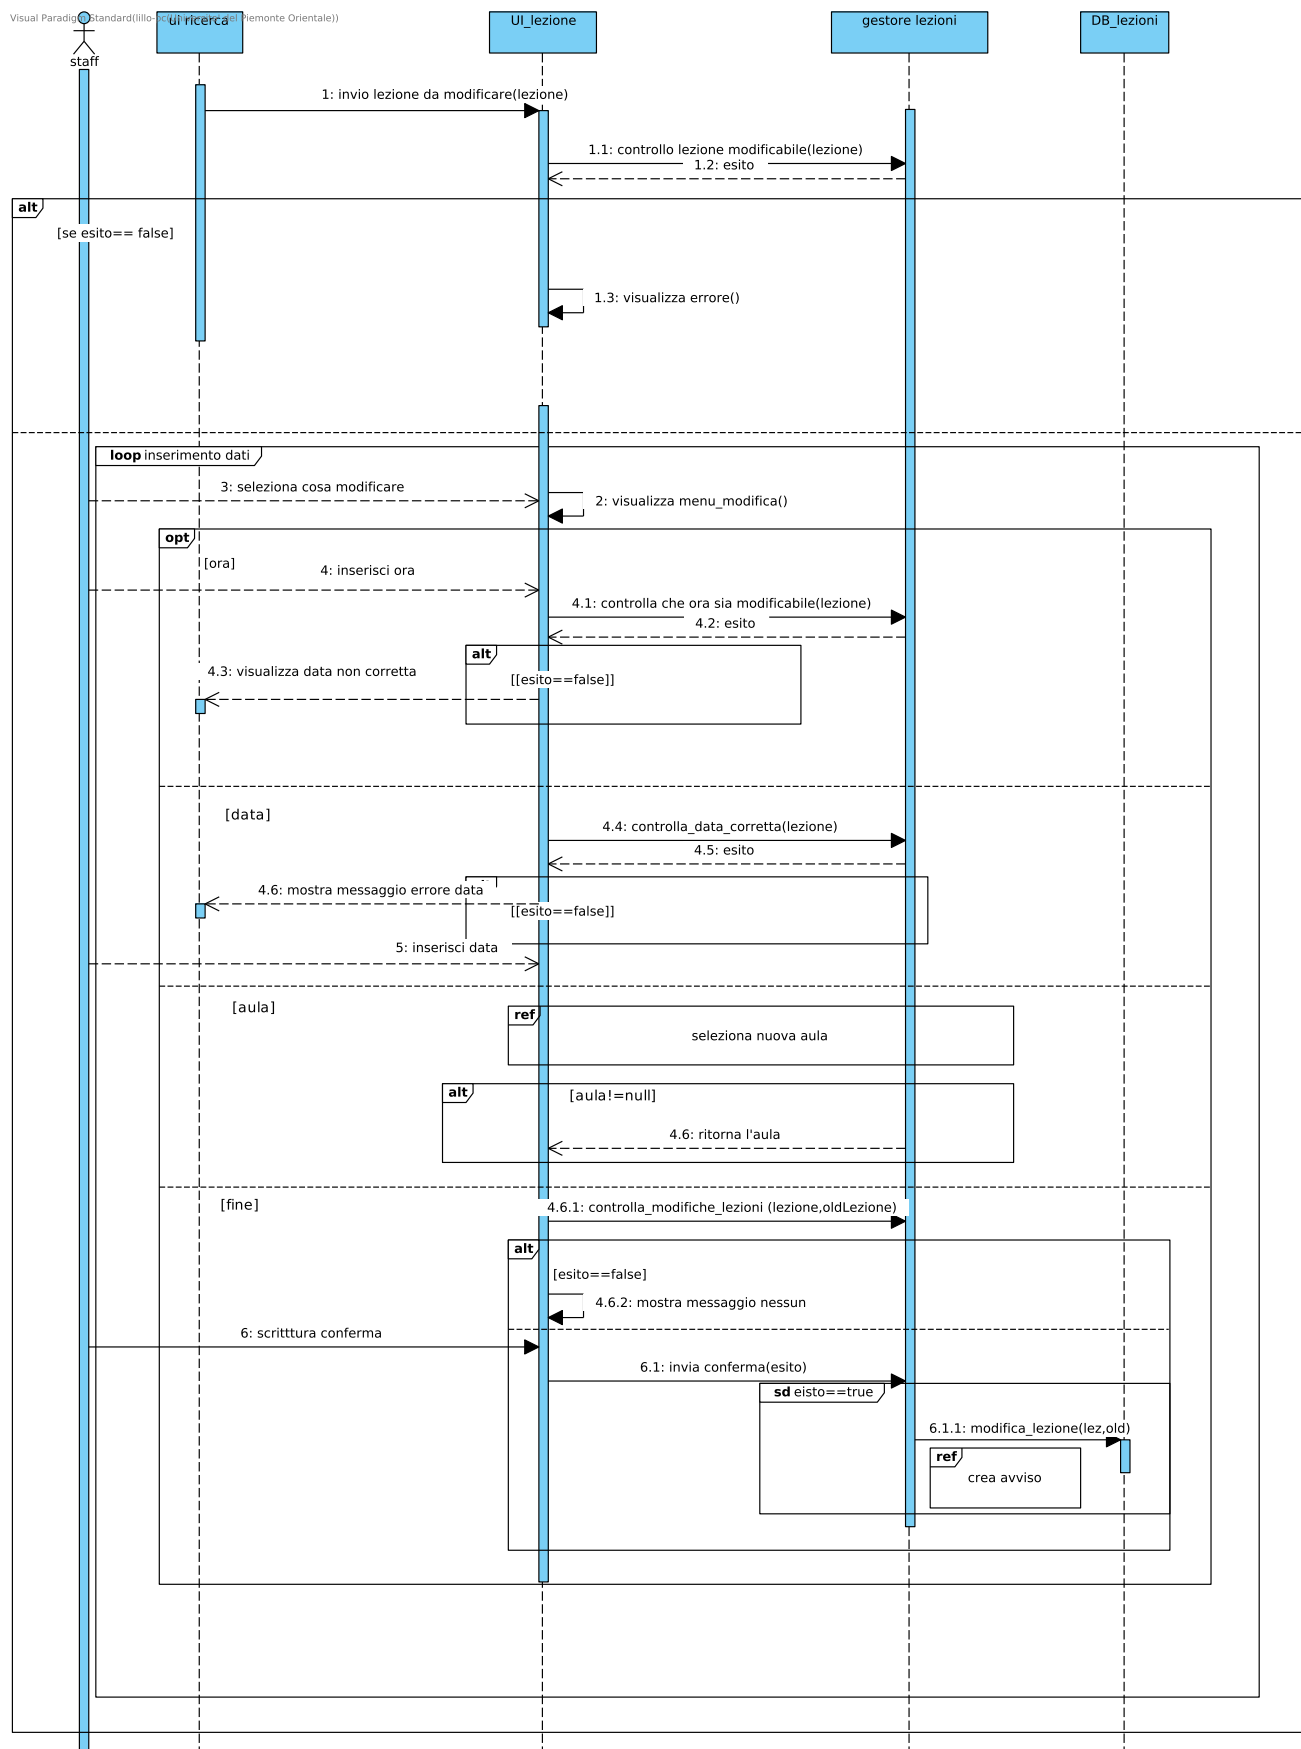 Visual Paradigm Standard(lillo-pc(Università del Piemonte Orientale))
staff
ui ricerca
UI_lezione
gestore lezioni
DB_lezioni
1: invio lezione da modificare(lezione)
1.1: controllo lezione modificabile(lezione)
1.2: esito
alt
[se esito== false]
1.3: visualizza errore()
loop inserimento dati
3: seleziona cosa modificare
2: visualizza menu_modifica()
opt
[ora]
4: inserisci ora
4.1: controlla che ora sia modificabile(lezione)
4.2: esito
alt
4.3: visualizza data non corretta
[[esito==false]]
[data]
4.4: controlla_data_corretta(lezione)
4.5: esito
4.6: mostra messaggio errore data
[[esito==false]]
5: inserisci data
[aula]
ref
seleziona nuova aula
alt
[aula!=null]
4.6: ritorna l'aula
[fine]
4.6.1: controlla_modifiche_lezioni (lezione,oldLezione)
alt
[esito==false]
4.6.2: mostra messaggio nessun
6: scritttura conferma
6.1: invia conferma(esito)
sd eisto==true
6.1.1: modifica_lezione(lez,old)
ref
crea avviso